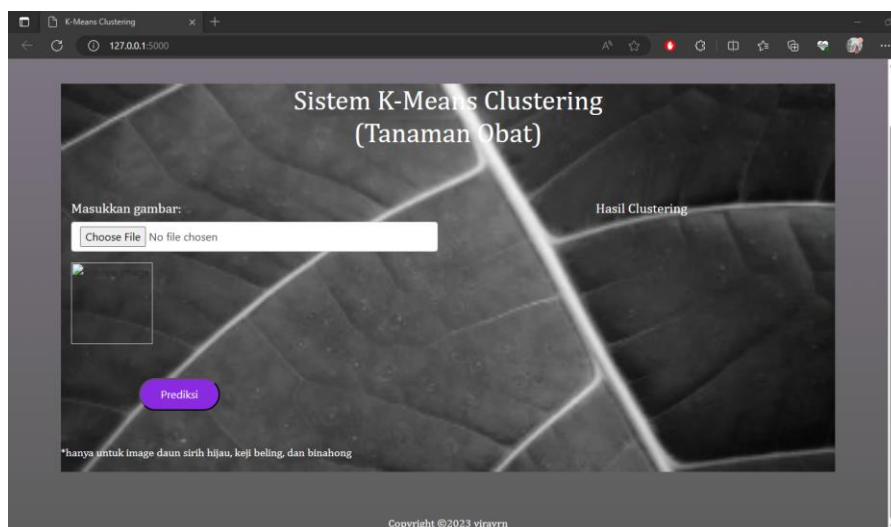 K-Means Clustering
127.0.0.1:5000
Sistem K-Means Clustering
(Tanaman Obat)
Masukkan gambar:
Hasil Clustering
Choose File No file chosen
Prediksi
*hanya untuk image daun sirih hijau, keji beling, dan binahong
Copyright ©2023 viravrn